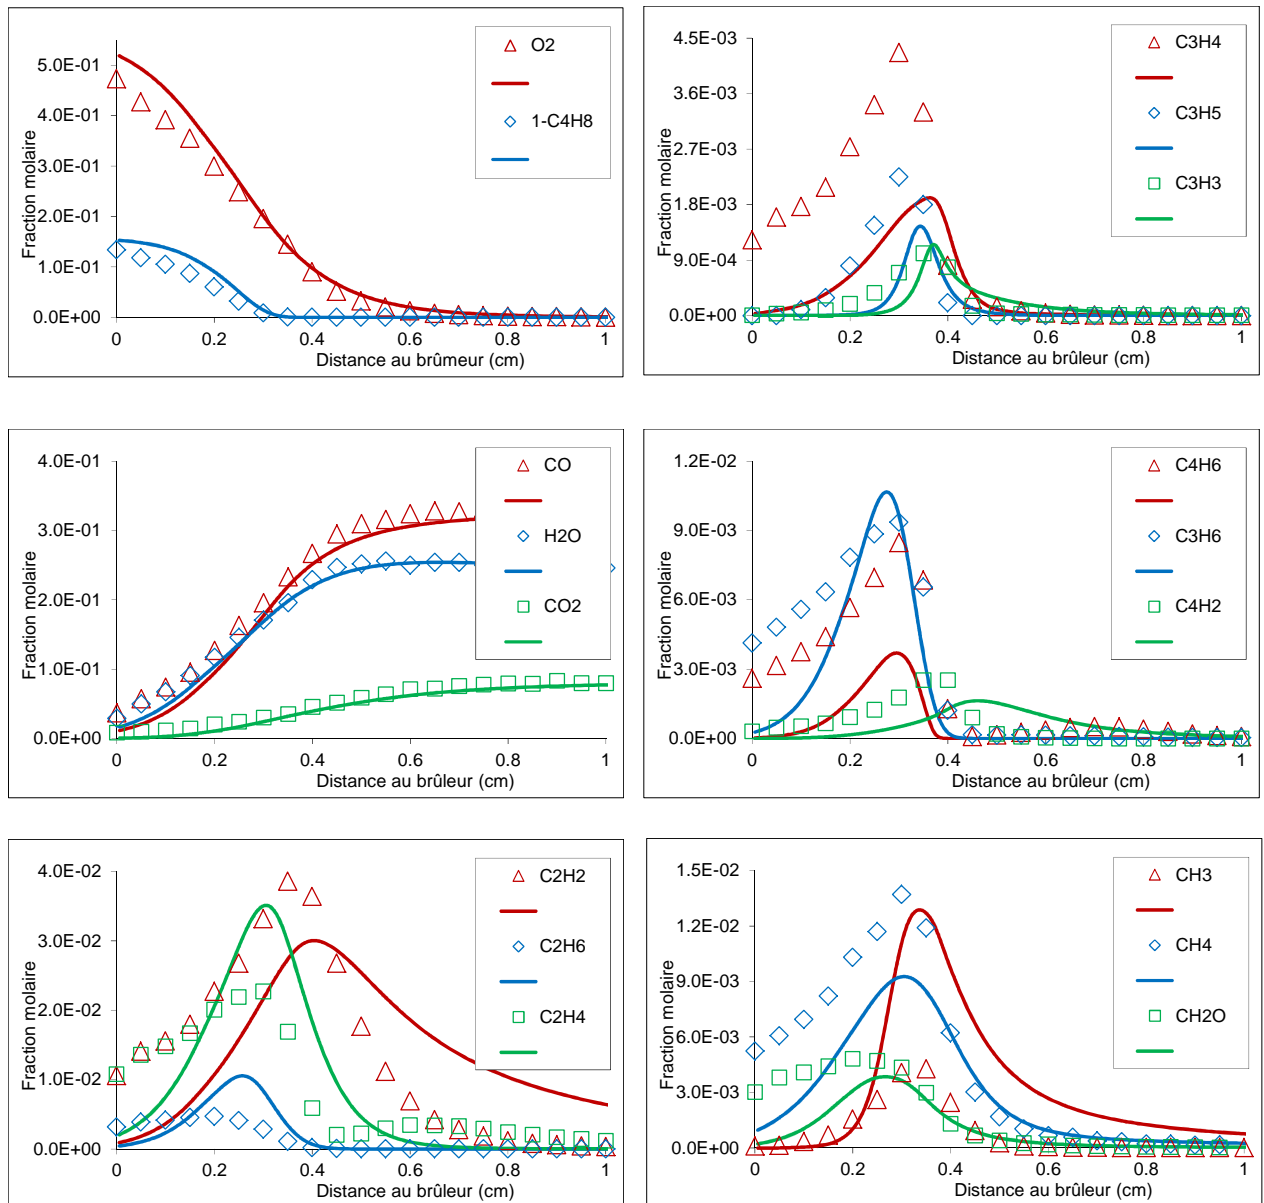 Fraction molaire
5.0E-01
4.0E-01
3.0E-01
2.0E-01
1.0E-01
0.0E+00
0 0.2 0.4 0.6 0.8 1
Distance au brûmeur (cm)
O2
1-C4H8
Fraction molaire
4.5E-03
3.6E-03
2.7E-03
1.8E-03
9.0E-04
0.0E+00
0 0.2 0.4 0.6 0.8 1
Distance au brûleur (cm)
C3H4
C3H5
C3H3
Fraction molaire
4.0E-01
3.0E-01
2.0E-01
1.0E-01
0.0E+00
0 0.2 0.4 0.6 0.8 1
Distance au brûleur (cm)
CO
H2O
CO2
Fraction molaire
1.2E-02
9.0E-03
6.0E-03
3.0E-03
0.0E+00
0 0.2 0.4 0.6 0.8 1
Distance au brûleur (cm)
C4H6
C3H6
C4H2
Fraction molaire
4.0E-02
3.0E-02
2.0E-02
1.0E-02
0.0E+00
0 0.2 0.4 0.6 0.8 1
Distance au brûleur (cm)
C2H2
C2H6
C2H4
Fraction molaire
1.5E-02
1.2E-02
9.0E-03
6.0E-03
3.0E-03
0.0E+00
0 0.2 0.4 0.6 0.8 1
Distance au brûleur (cm)
CH3
CH4
CH2O